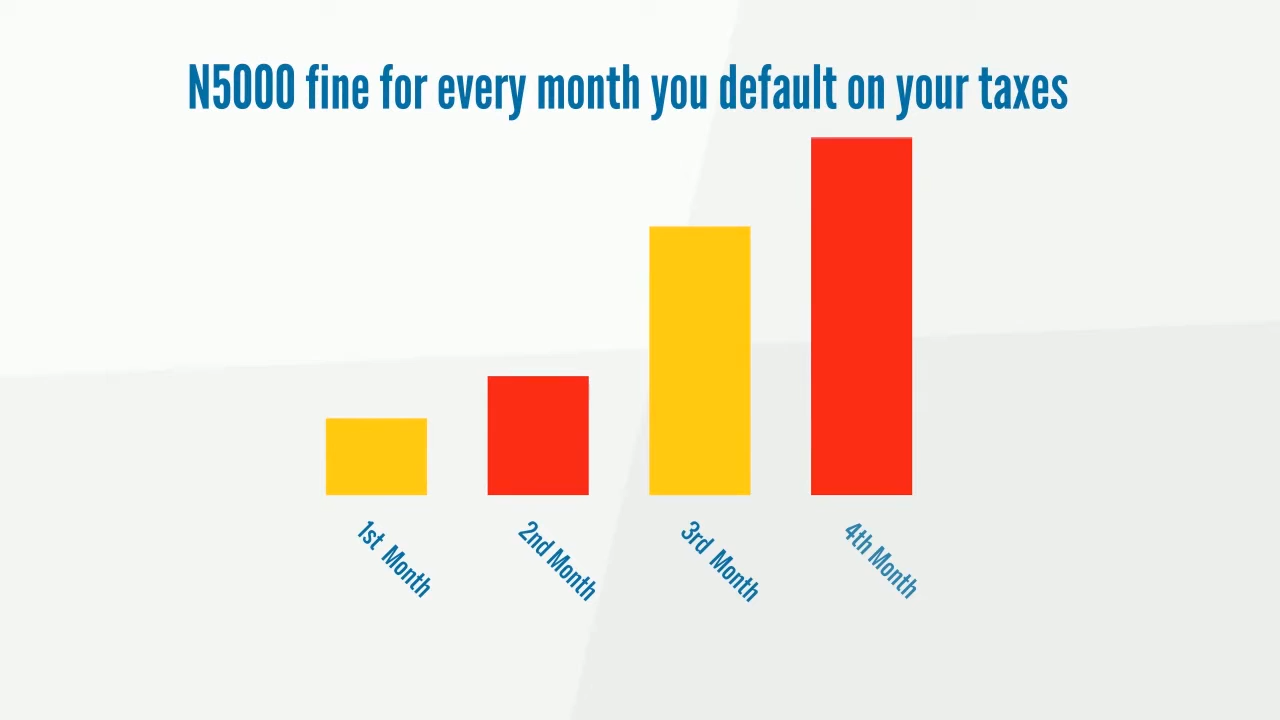 N5000 fine for every month you default on your taxes
1st Month
2nd Month
3rd Month
4th Month